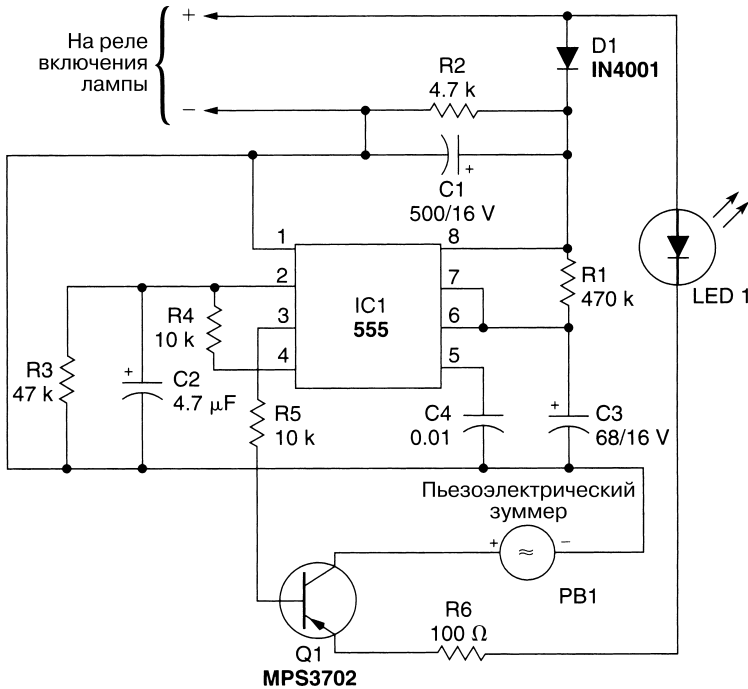 +
На реле
включения
лампы
−
D1
IN4001
R2
4.7 k
C1
+
500/16 V
1
8
2
7
3
6
4
5
IC1
555
R1
470 k
LED 1
R4
10 k
R3
47 k
+
C2
4.7 μF
R5
10 k
C4
0.01
+
C3
68/16 V
Пьезоэлектрический
зуммер
+
≈
−
PB1
R6
100 Ω
Q1
MPS3702